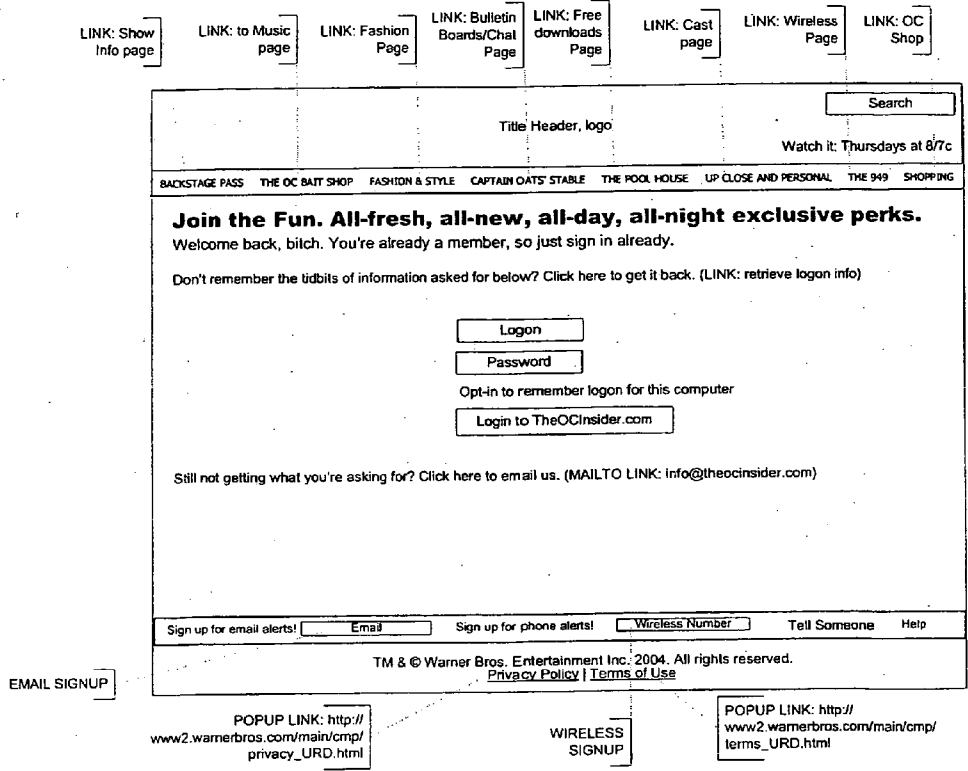 LINK: Show
Info page
LINK: to Music
page
LINK: Fashion
Page
LINK: Bulletin
Boards/Chat
Page
LINK: Free
downloads
Page
LINK: Cast
page
LINK: Wireless
Page
LINK: OC
Shop
Search
Title Header, logo
Watch it: Thursdays at 8/7c
BACKSTAGE PASS THE OC BAIT SHOP FASHION & STYLE CAPTAIN OATS' STABLE THE POOL HOUSE UP CLOSE AND PERSONAL THE 949 SHOPPING
Join the Fun. All-fresh, all-new, all-day, all-night exclusive perks.
Welcome back, bitch. You're already a member, so just sign in already.
Don't remember the tidbits of information asked for below? Click here to get it back. (LINK: retrieve logon info)
Logon
Password
Opt-in to remember logon for this computer
Login to TheOCInsider.com
Still not getting what you're asking for? Click here to email us. (MAILTO LINK: info@theocinsider.com)
Sign up for email alerts! Email Sign up for phone alerts! Wireless Number Tell Someone Help
TM & © Warner Bros. Entertainment Inc. 2004. All rights reserved.
Privacy Policy | Terms of Use
EMAIL SIGNUP
POPUP LINK: http://
www2.warnerbros.com/main/cmp/
privacy_URD.html
WIRELESS
SIGNUP
POPUP LINK: http://
www2.warnerbros.com/main/cmp/
terms_URD.html